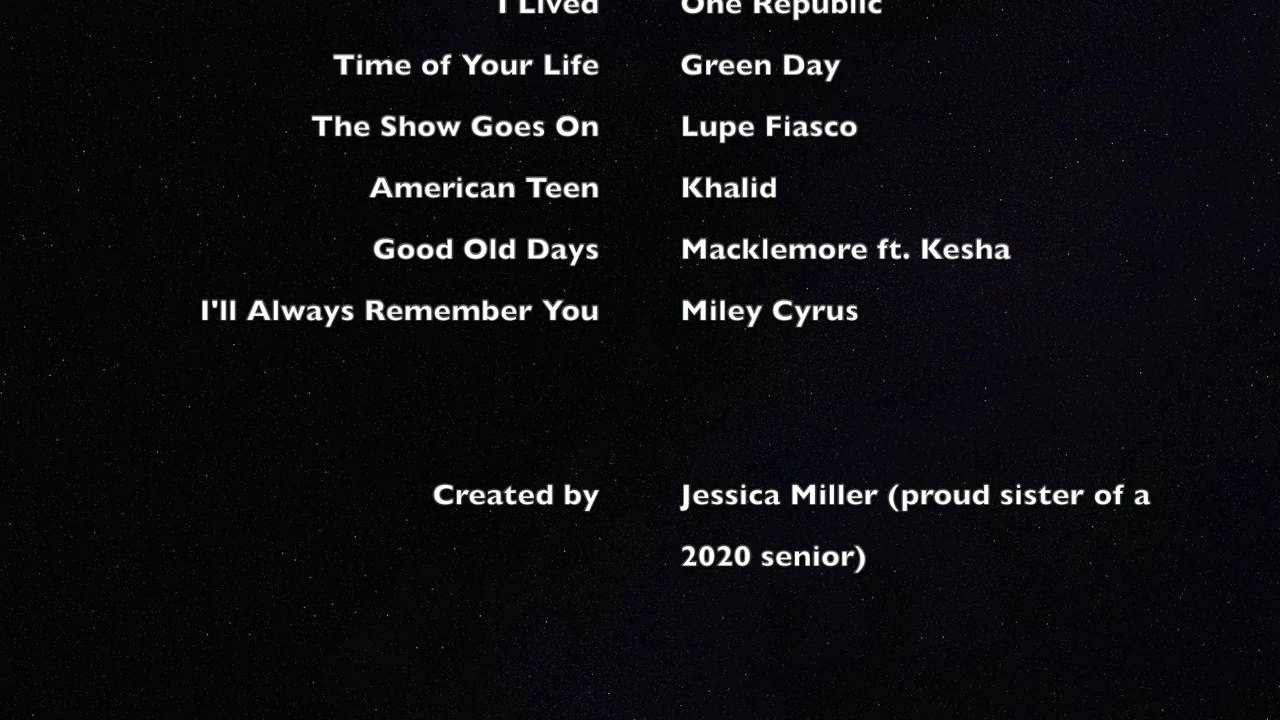 I Lived One Republic
Time of Your Life Green Day
The Show Goes On Lupe Fiasco
American Teen Khalid
Good Old Days Macklemore ft. Kesha
I'll Always Remember You Miley Cyrus
Created by Jessica Miller (proud sister of a
2020 senior)